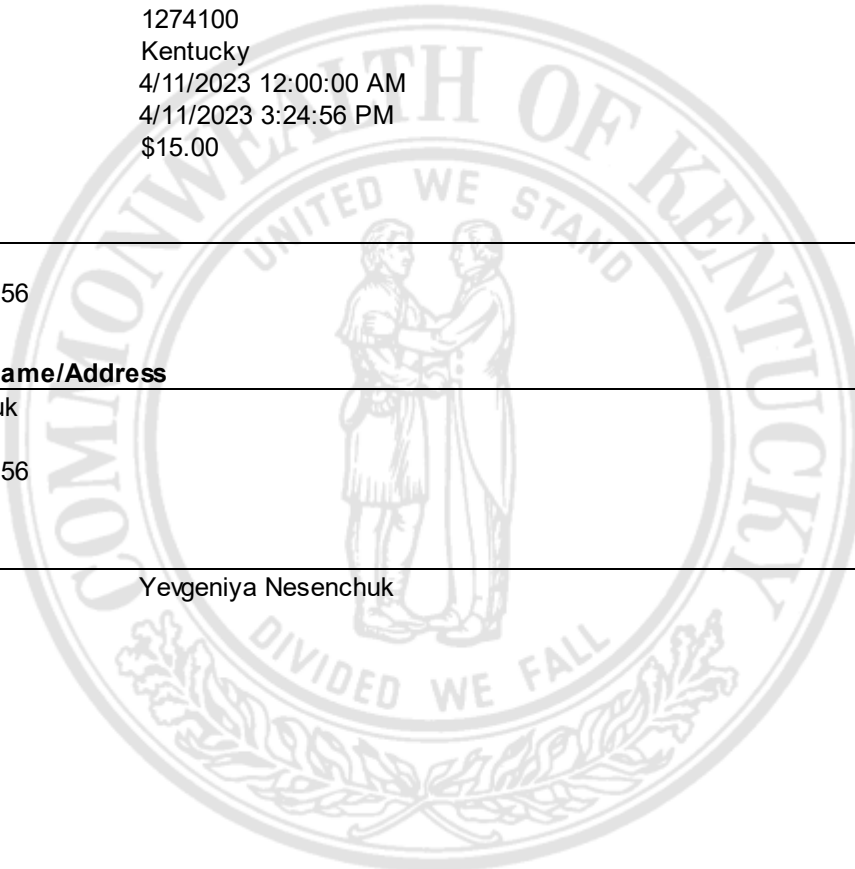 1274100
Kentucky
4/11/2023 12:00:00 AM
4/11/2023 3:24:56 PM
$15.00
COMMONWEALTH OF KENTUCKY
UNITED WE STAND
56
ame/Address
uk
56
Yevgeniya Nesenchuk
DIVIDED WE FALL